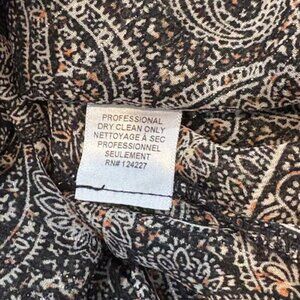 PROFESSIONAL
DRY CLEAN ONLY
NETTOYAGE À SEC
PROFESSIONNEL
SEULEMENT
RN# 124227